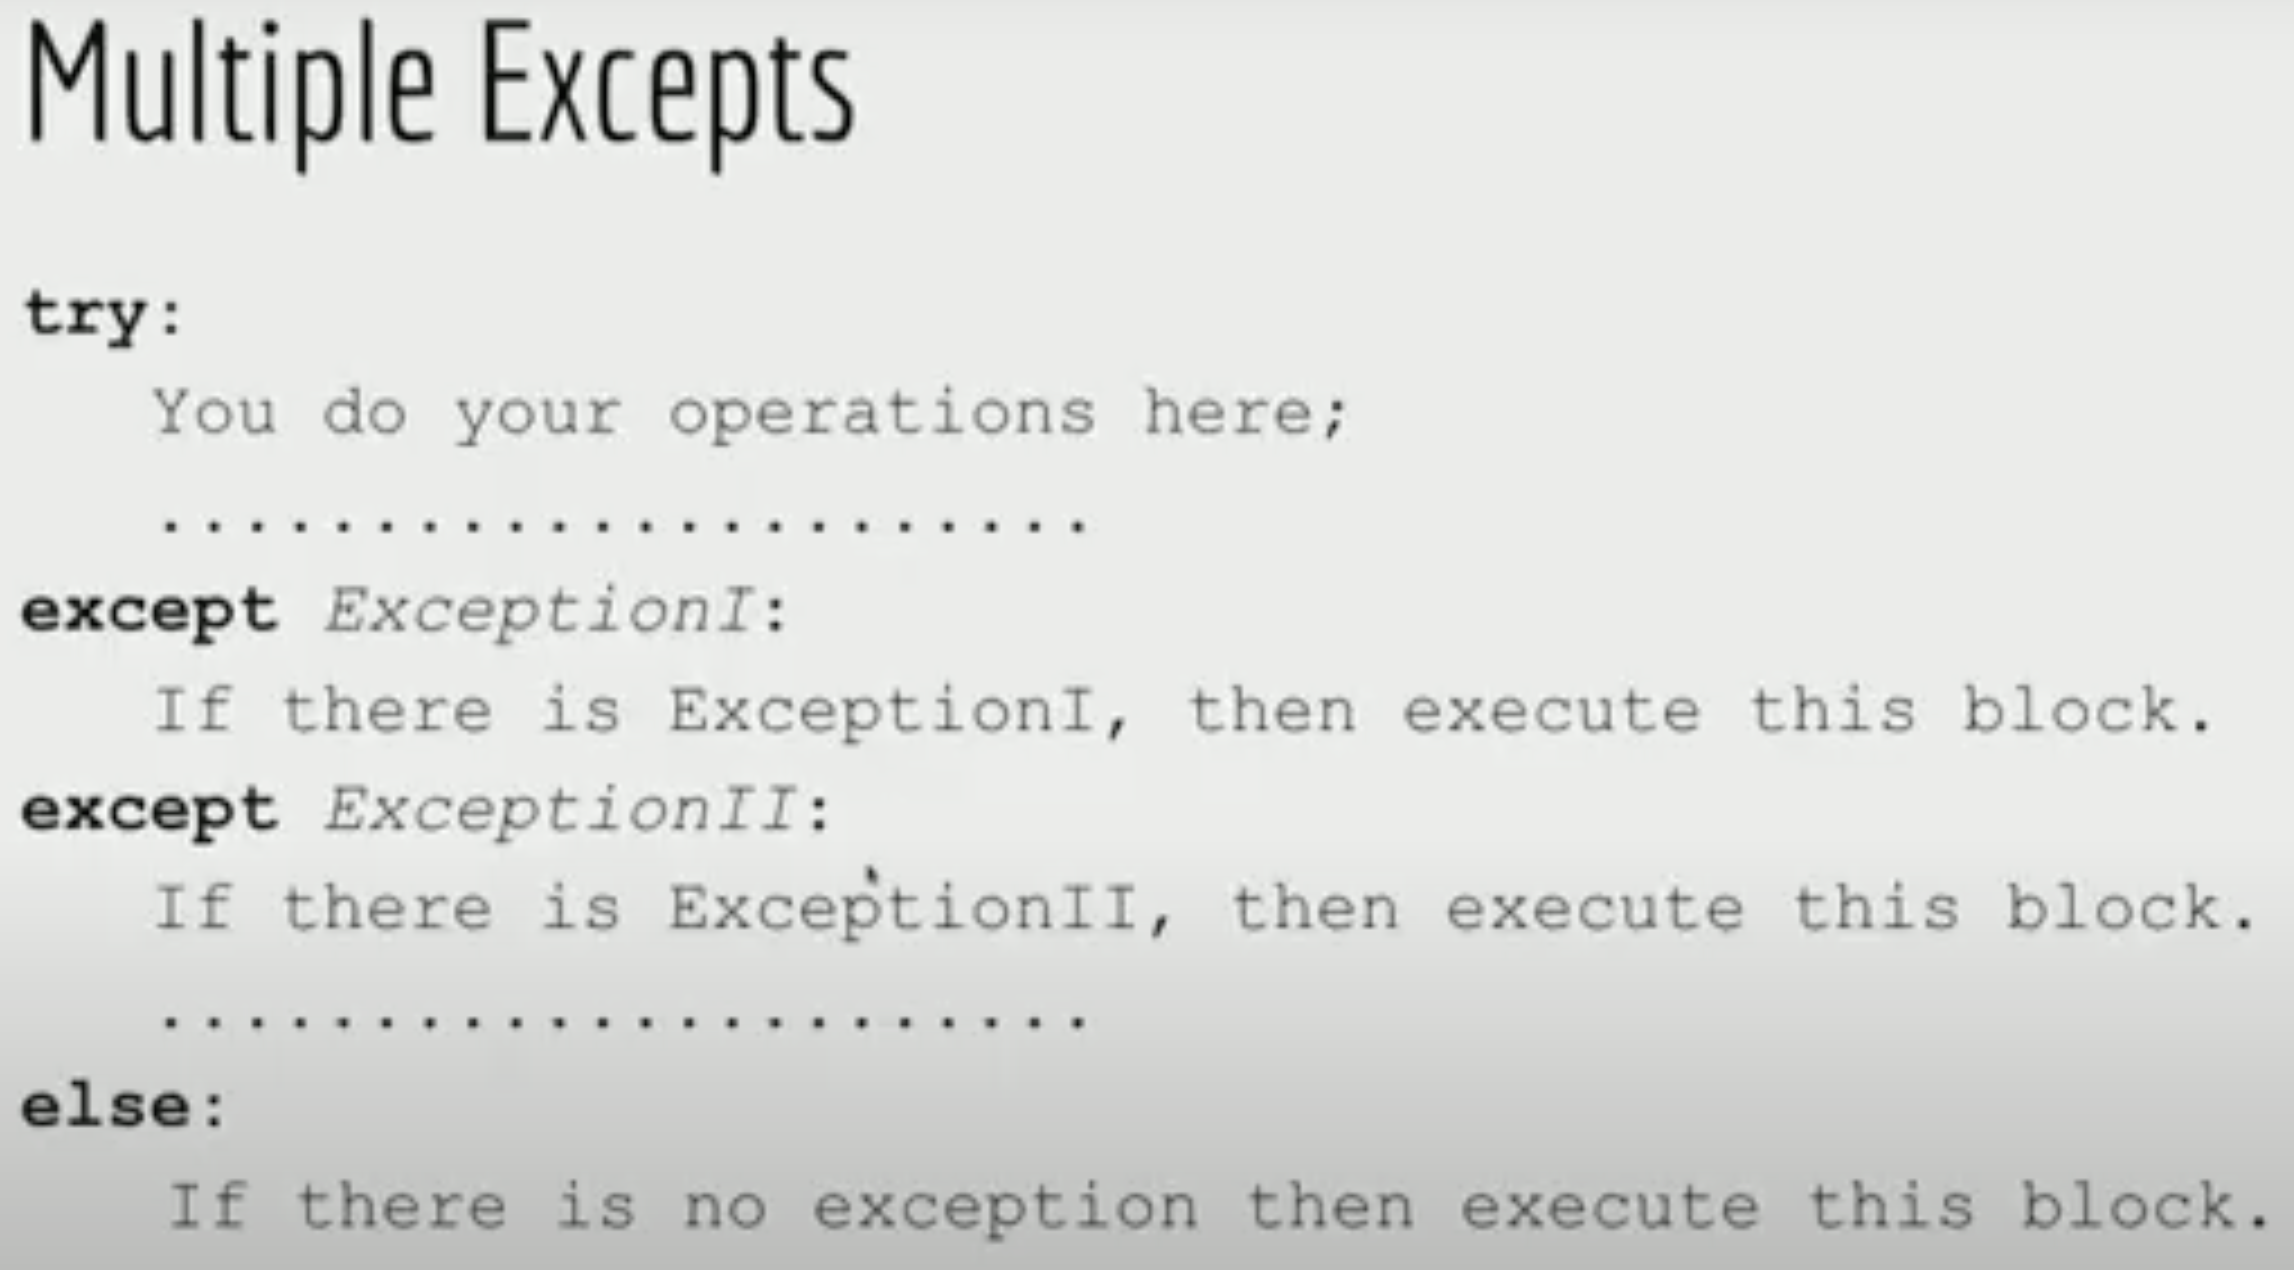 Multiple Excepts
try:
You do your operations here;
......................
except ExceptionI:
If there is ExceptionI, then execute this block.
except ExceptionII:
If there is ExceptionII, then execute this block.
......................
else:
If there is no exception then execute this block.